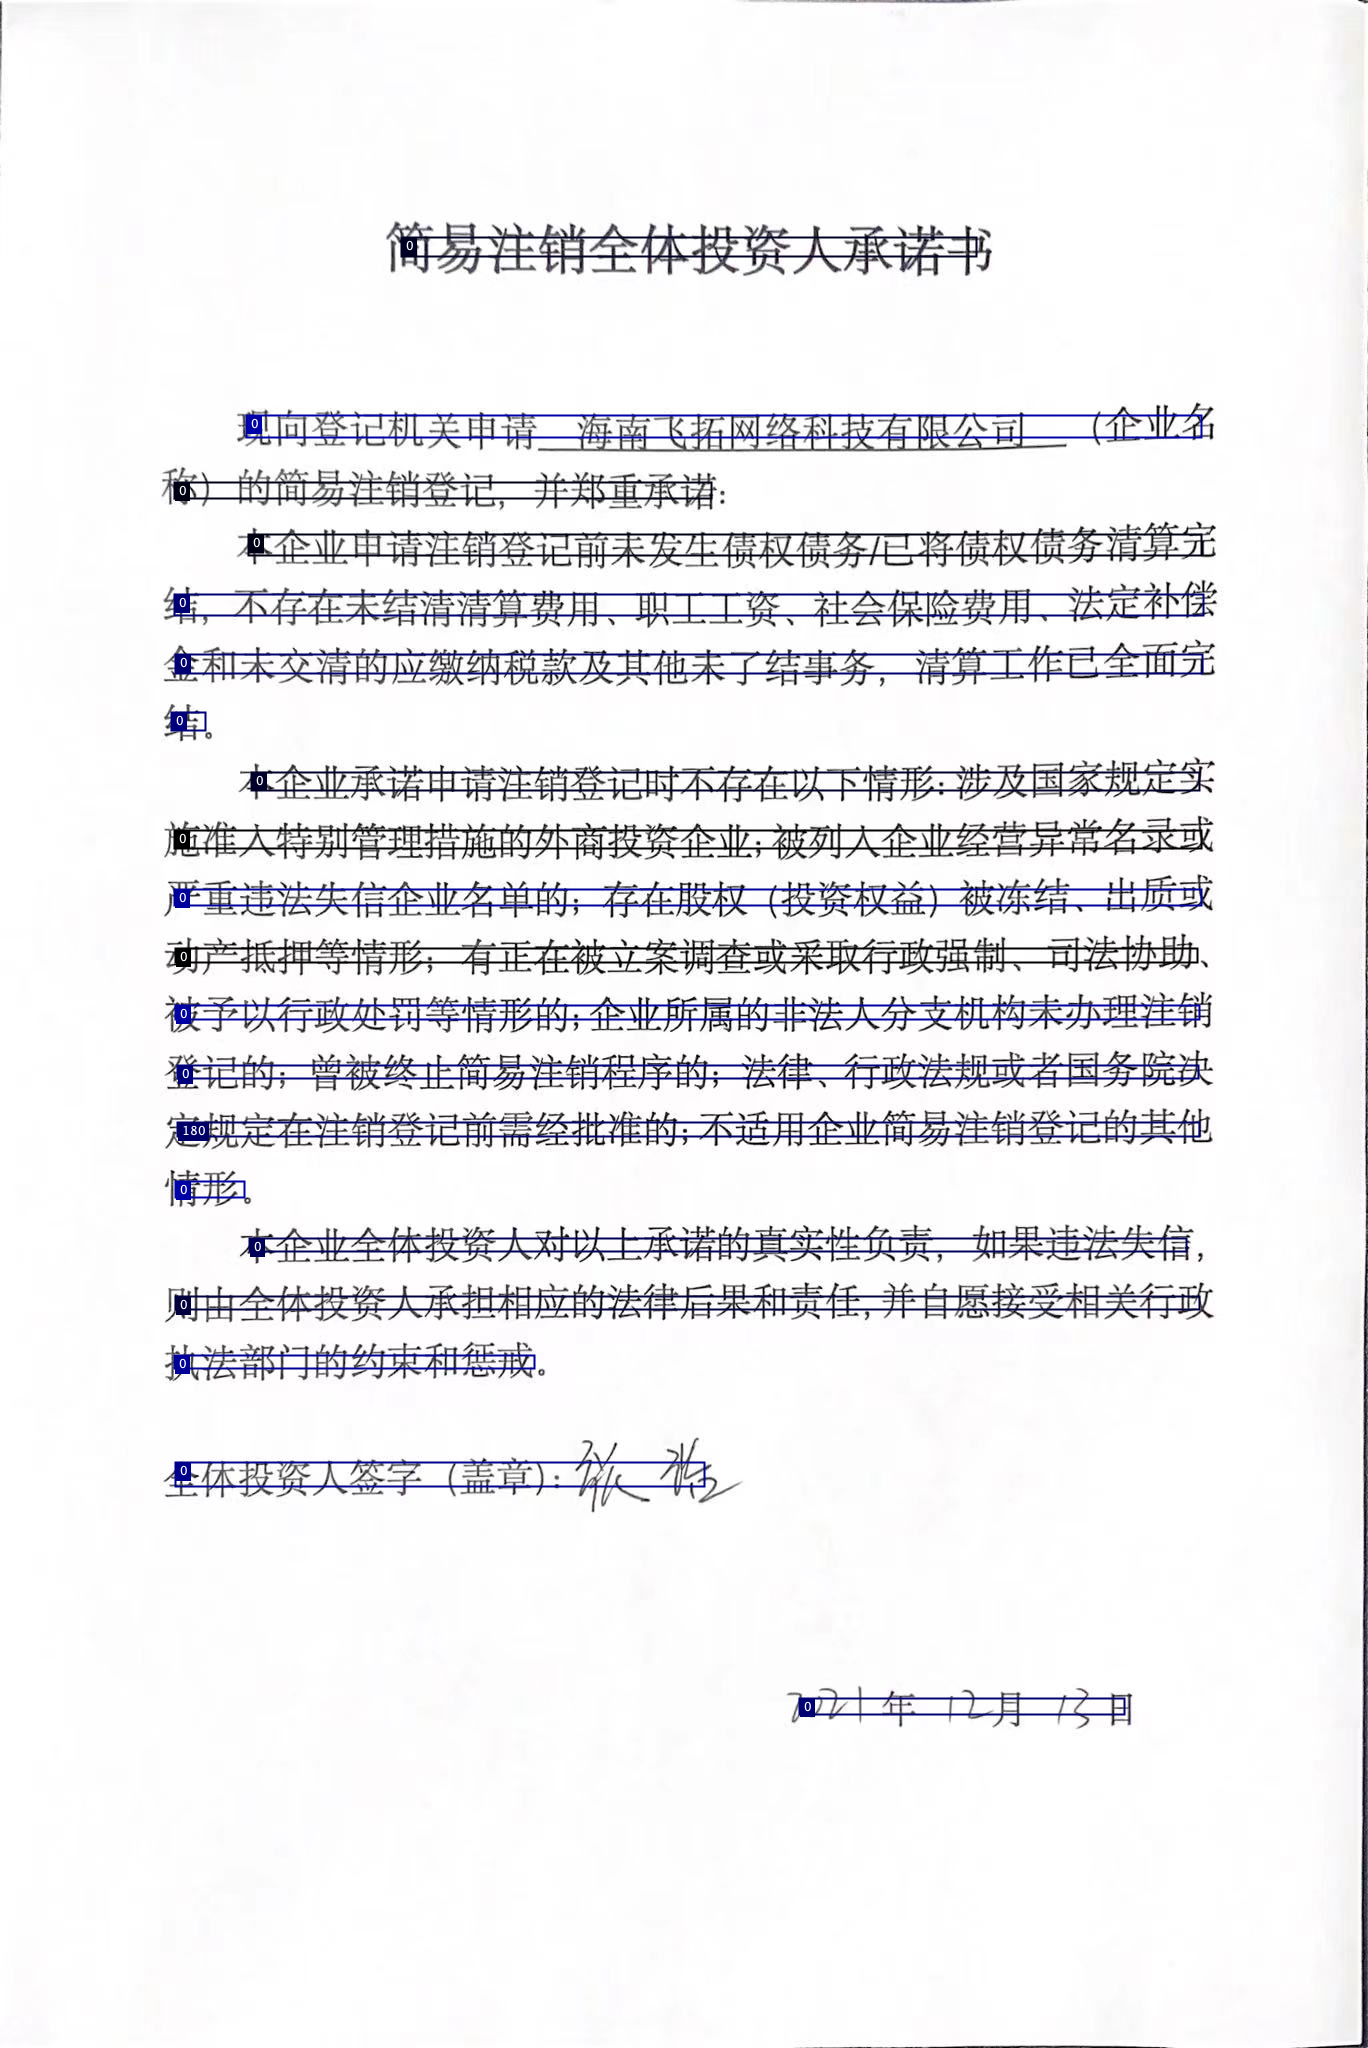 简易注销全体投资人承诺书
现向登记机关申请 海南飞拓网络科技有限公司 （企业名
称）的简易注销登记，并郑重承诺：
本企业申请注销登记前未发生债权债务/已将债权债务清算完
结，不存在未结清清算费用、职工工资、社会保险费用、法定补偿
金和未交清的应缴纳税款及其他未了结事务，清算工作已全面完
结。
本企业承诺申请注销登记时不存在以下情形：涉及国家规定实
施准入特别管理措施的外商投资企业；被列入企业经营异常名录或
严重违法失信企业名单的；存在股权（投资权益）被冻结、出质或
动产抵押等情形；有正在被立案调查或采取行政强制、司法协助、
被予以行政处罚等情形的；企业所属的非法人分支机构未办理注销
登记的；曾被终止简易注销程序的；法律、行政法规或者国务院决
定规定在注销登记前需经批准的；不适用企业简易注销登记的其他
情形。
本企业全体投资人对以上承诺的真实性负责，如果违法失信，
则由全体投资人承担相应的法律后果和责任，并自愿接受相关行政
执法部门的约束和惩戒。
全体投资人签字（盖章）：张
2021年 12月 13日